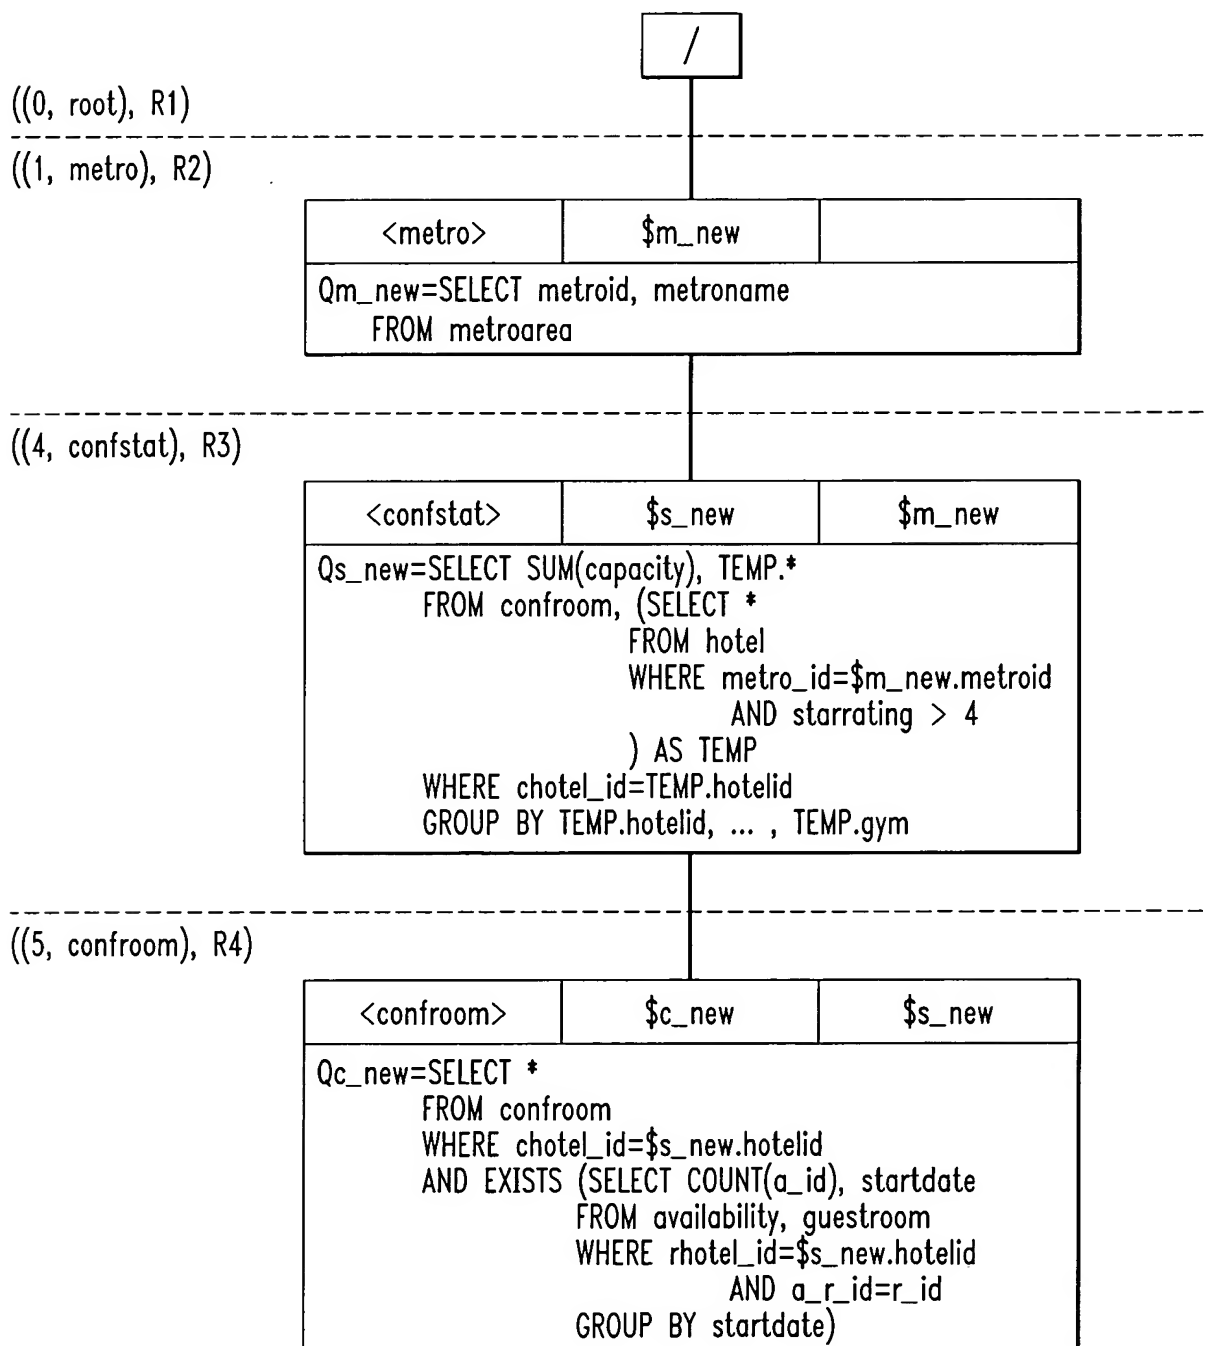 /
((0, root), R1)
((1, metro), R2)
<metro> $m_new
Qm_new=SELECT metroid, metroname
FROM metroarea
((4, confstat), R3)
<confstat> $s_new $m_new
Qs_new=SELECT SUM(capacity), TEMP.*
FROM confroom, (SELECT *
FROM hotel
WHERE metro_id=$m_new.metroid
AND starrating > 4
) AS TEMP
WHERE chotel_id=TEMP.hotelid
GROUP BY TEMP.hotelid, ... , TEMP.gym
((5, confroom), R4)
<confroom> $c_new $s_new
Qc_new=SELECT *
FROM confroom
WHERE chotel_id=$s_new.hotelid
AND EXISTS (SELECT COUNT(a_id), startdate
FROM availability, guestroom
WHERE rhotel_id=$s_new.hotelid
AND a_r_id=r_id
GROUP BY startdate)